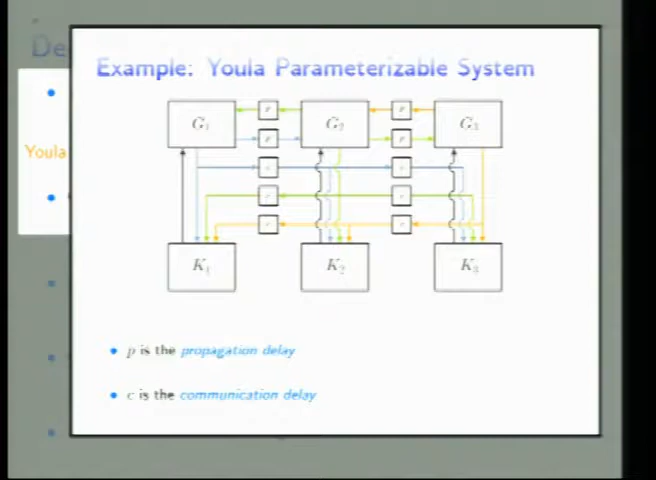 De
Youla
Example: Youla Parameterizable System
p p
G₁ G₂ G₃
p p
c c
c c
c c
K₁ K₂ K₃
• p is the propagation delay
• c is the communication delay